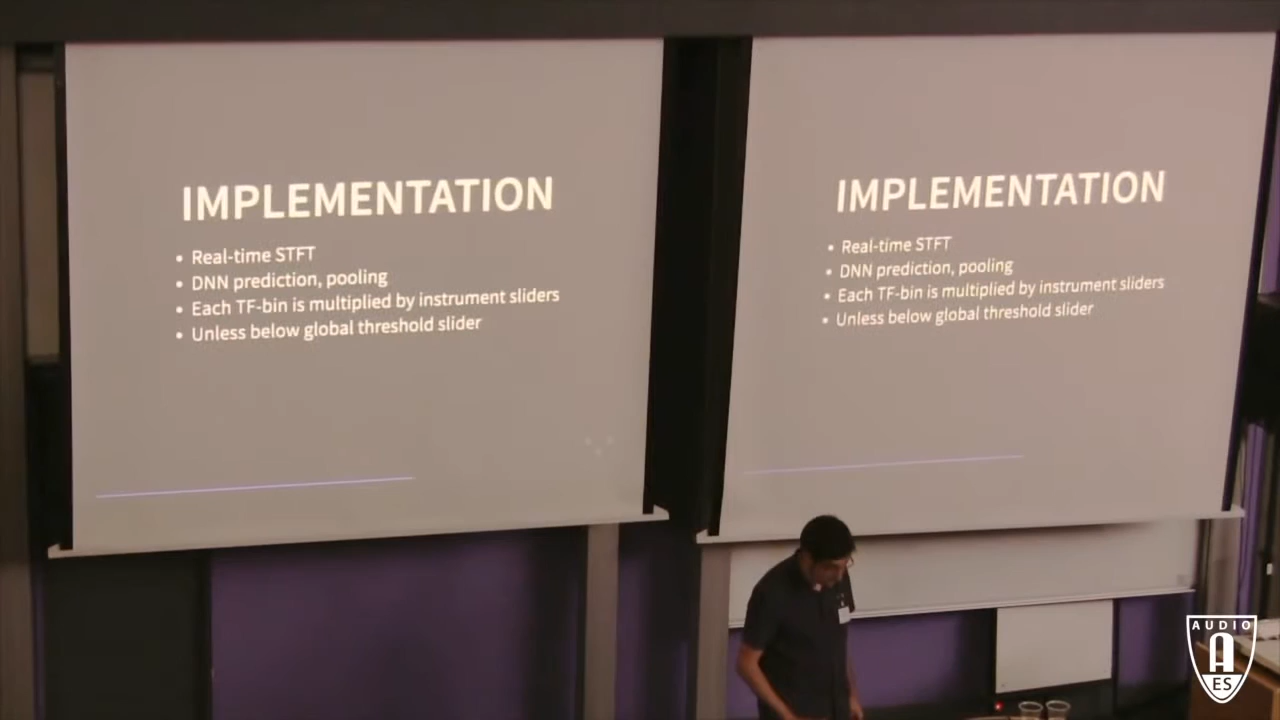 IMPLEMENTATION
• Real-time STFT
• DNN prediction, pooling
• Each TF-bin is multiplied by instrument sliders
• Unless below global threshold slider
IMPLEMENTATION
• Real-time STFT
• DNN prediction, pooling
• Each TF-bin is multiplied by instrument sliders
• Unless below global threshold slider
AUDIO
A
ES